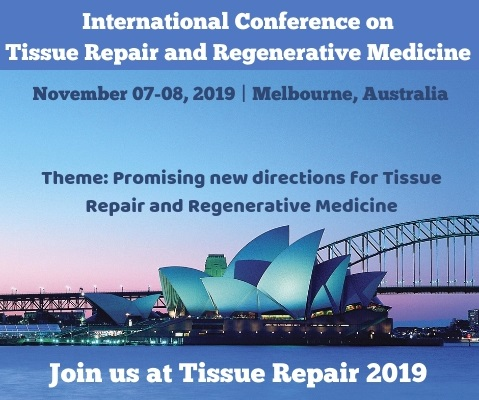 International Conference on
Tissue Repair and Regenerative Medicine
November 07-08, 2019 | Melbourne, Australia
Theme: Promising new directions for Tissue
Repair and Regenerative Medicine
Join us at Tissue Repair 2019